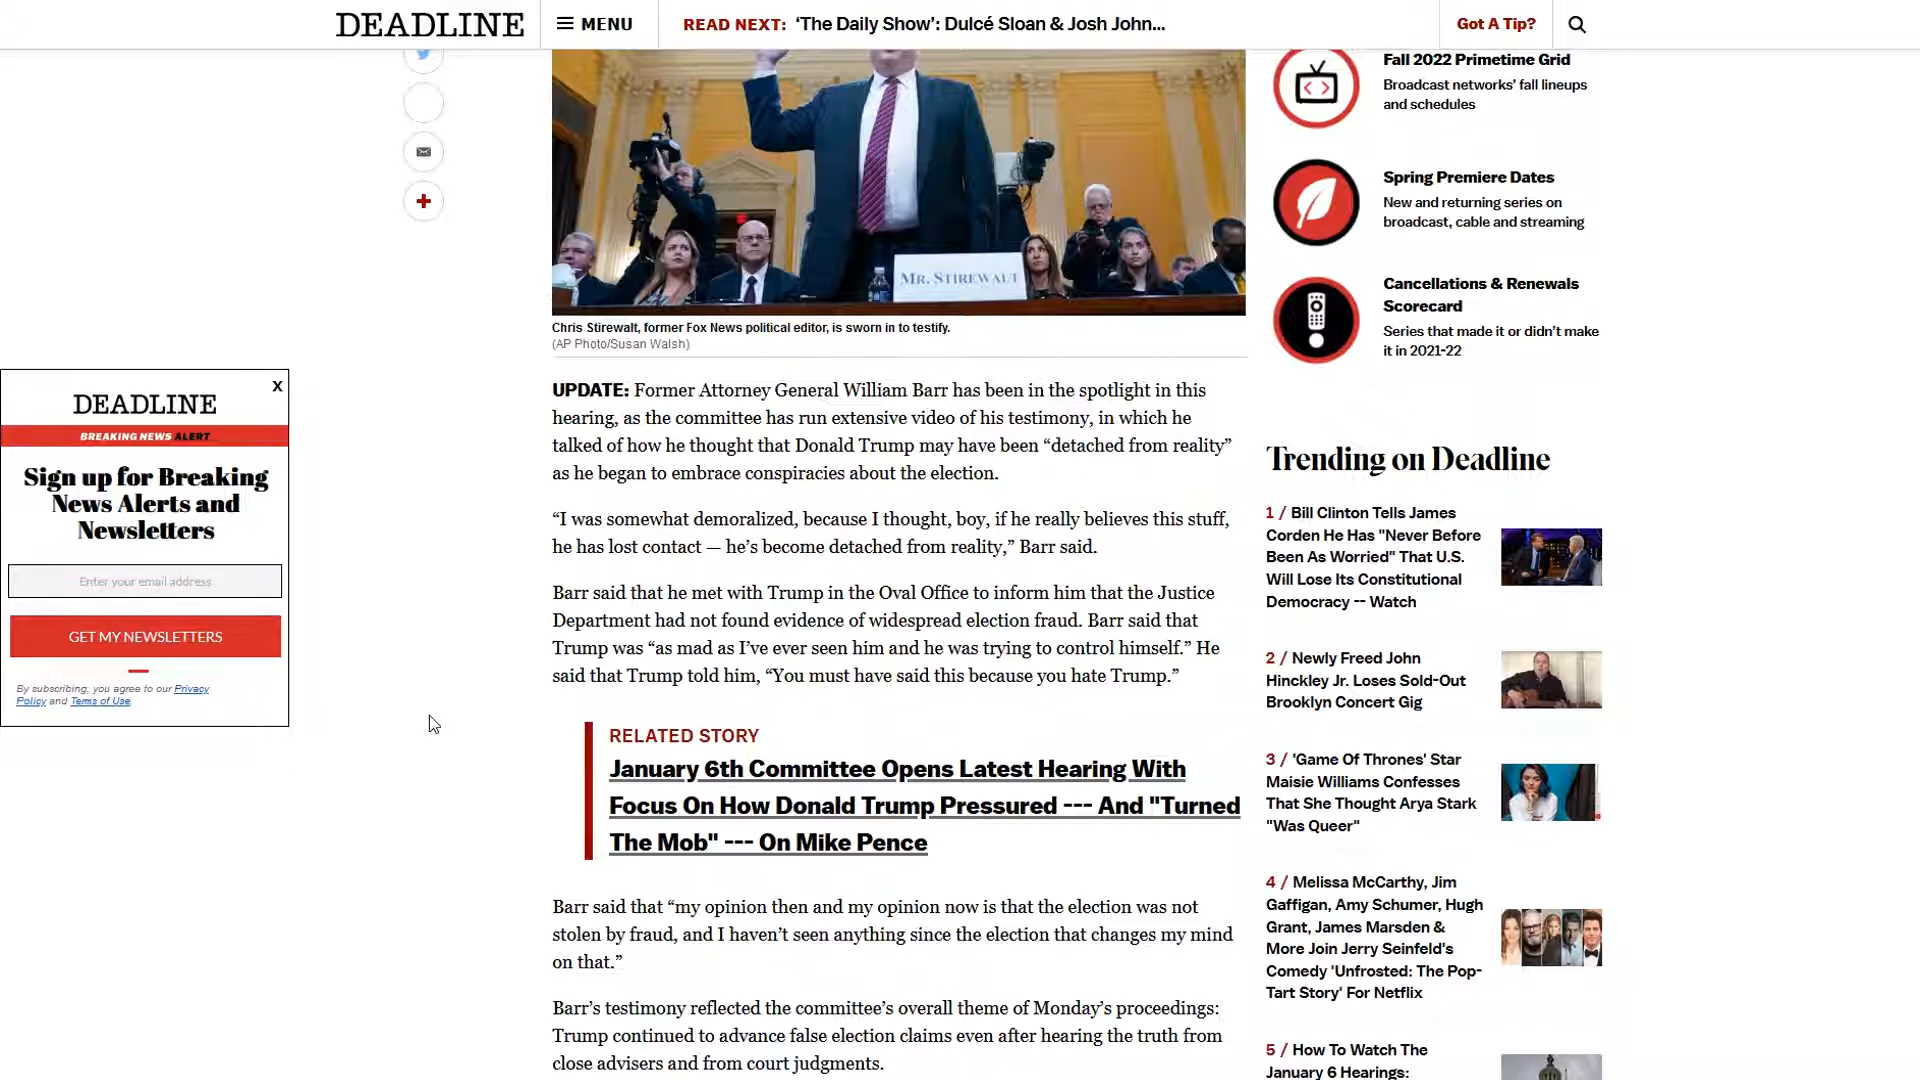 DEADLINE
MENU
READ NEXT: ‘The Daily Show’: Dulcé Sloan & Josh John...
Got A Tip?
MR. STIREWALT
Chris Stirewalt, former Fox News political editor, is sworn in to testify.
(AP Photo/Susan Walsh)
UPDATE: Former Attorney General William Barr has been in the spotlight in this
hearing, as the committee has run extensive video of his testimony, in which he
talked of how he thought that Donald Trump may have been “detached from reality”
as he began to embrace conspiracies about the election.
“I was somewhat demoralized, because I thought, boy, if he really believes this stuff,
he has lost contact — he’s become detached from reality,” Barr said.
Barr said that he met with Trump in the Oval Office to inform him that the Justice
Department had not found evidence of widespread election fraud. Barr said that
Trump was “as mad as I’ve ever seen him and he was trying to control himself.” He
said that Trump told him, “You must have said this because you hate Trump.”
RELATED STORY
January 6th Committee Opens Latest Hearing With
Focus On How Donald Trump Pressured --- And "Turned
The Mob" --- On Mike Pence
Barr said that “my opinion then and my opinion now is that the election was not
stolen by fraud, and I haven’t seen anything since the election that changes my mind
on that.”
Barr’s testimony reflected the committee’s overall theme of Monday’s proceedings:
Trump continued to advance false election claims even after hearing the truth from
close advisers and from court judgments.
X
DEADLINE
BREAKING NEWS ALERT
Sign up for Breaking
News Alerts and
Newsletters
Enter your email address
GET MY NEWSLETTERS
By subscribing, you agree to our Privacy
Policy and Terms of Use.
Fall 2022 Primetime Grid
Broadcast networks’ fall lineups
and schedules
Spring Premiere Dates
New and returning series on
broadcast, cable and streaming
Cancellations & Renewals
Scorecard
Series that made it or didn’t make
it in 2021-22
Trending on Deadline
1 / Bill Clinton Tells James
Corden He Has "Never Before
Been As Worried" That U.S.
Will Lose Its Constitutional
Democracy -- Watch
2 / Newly Freed John
Hinckley Jr. Loses Sold-Out
Brooklyn Concert Gig
3 / 'Game Of Thrones' Star
Maisie Williams Confesses
That She Thought Arya Stark
"Was Queer"
4 / Melissa McCarthy, Jim
Gaffigan, Amy Schumer, Hugh
Grant, James Marsden &
More Join Jerry Seinfeld's
Comedy 'Unfrosted: The Pop-
Tart Story' For Netflix
5 / How To Watch The
January 6 Hearings: